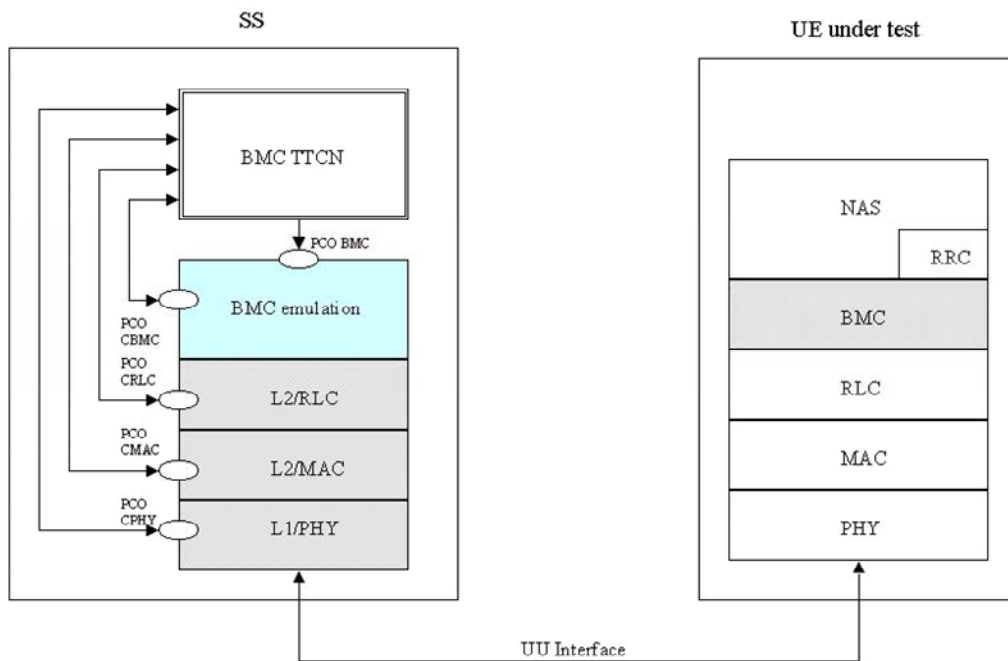 SS
UE under test
BMC TTCN
PCO BMC
BMC emulation
PCO
CBMC
PCO
CRLC
L2/RLC
PCO
CMAC
L2/MAC
PCO
CPHY
L1/PHY
NAS
RRC
BMC
RLC
MAC
PHY
UU Interface